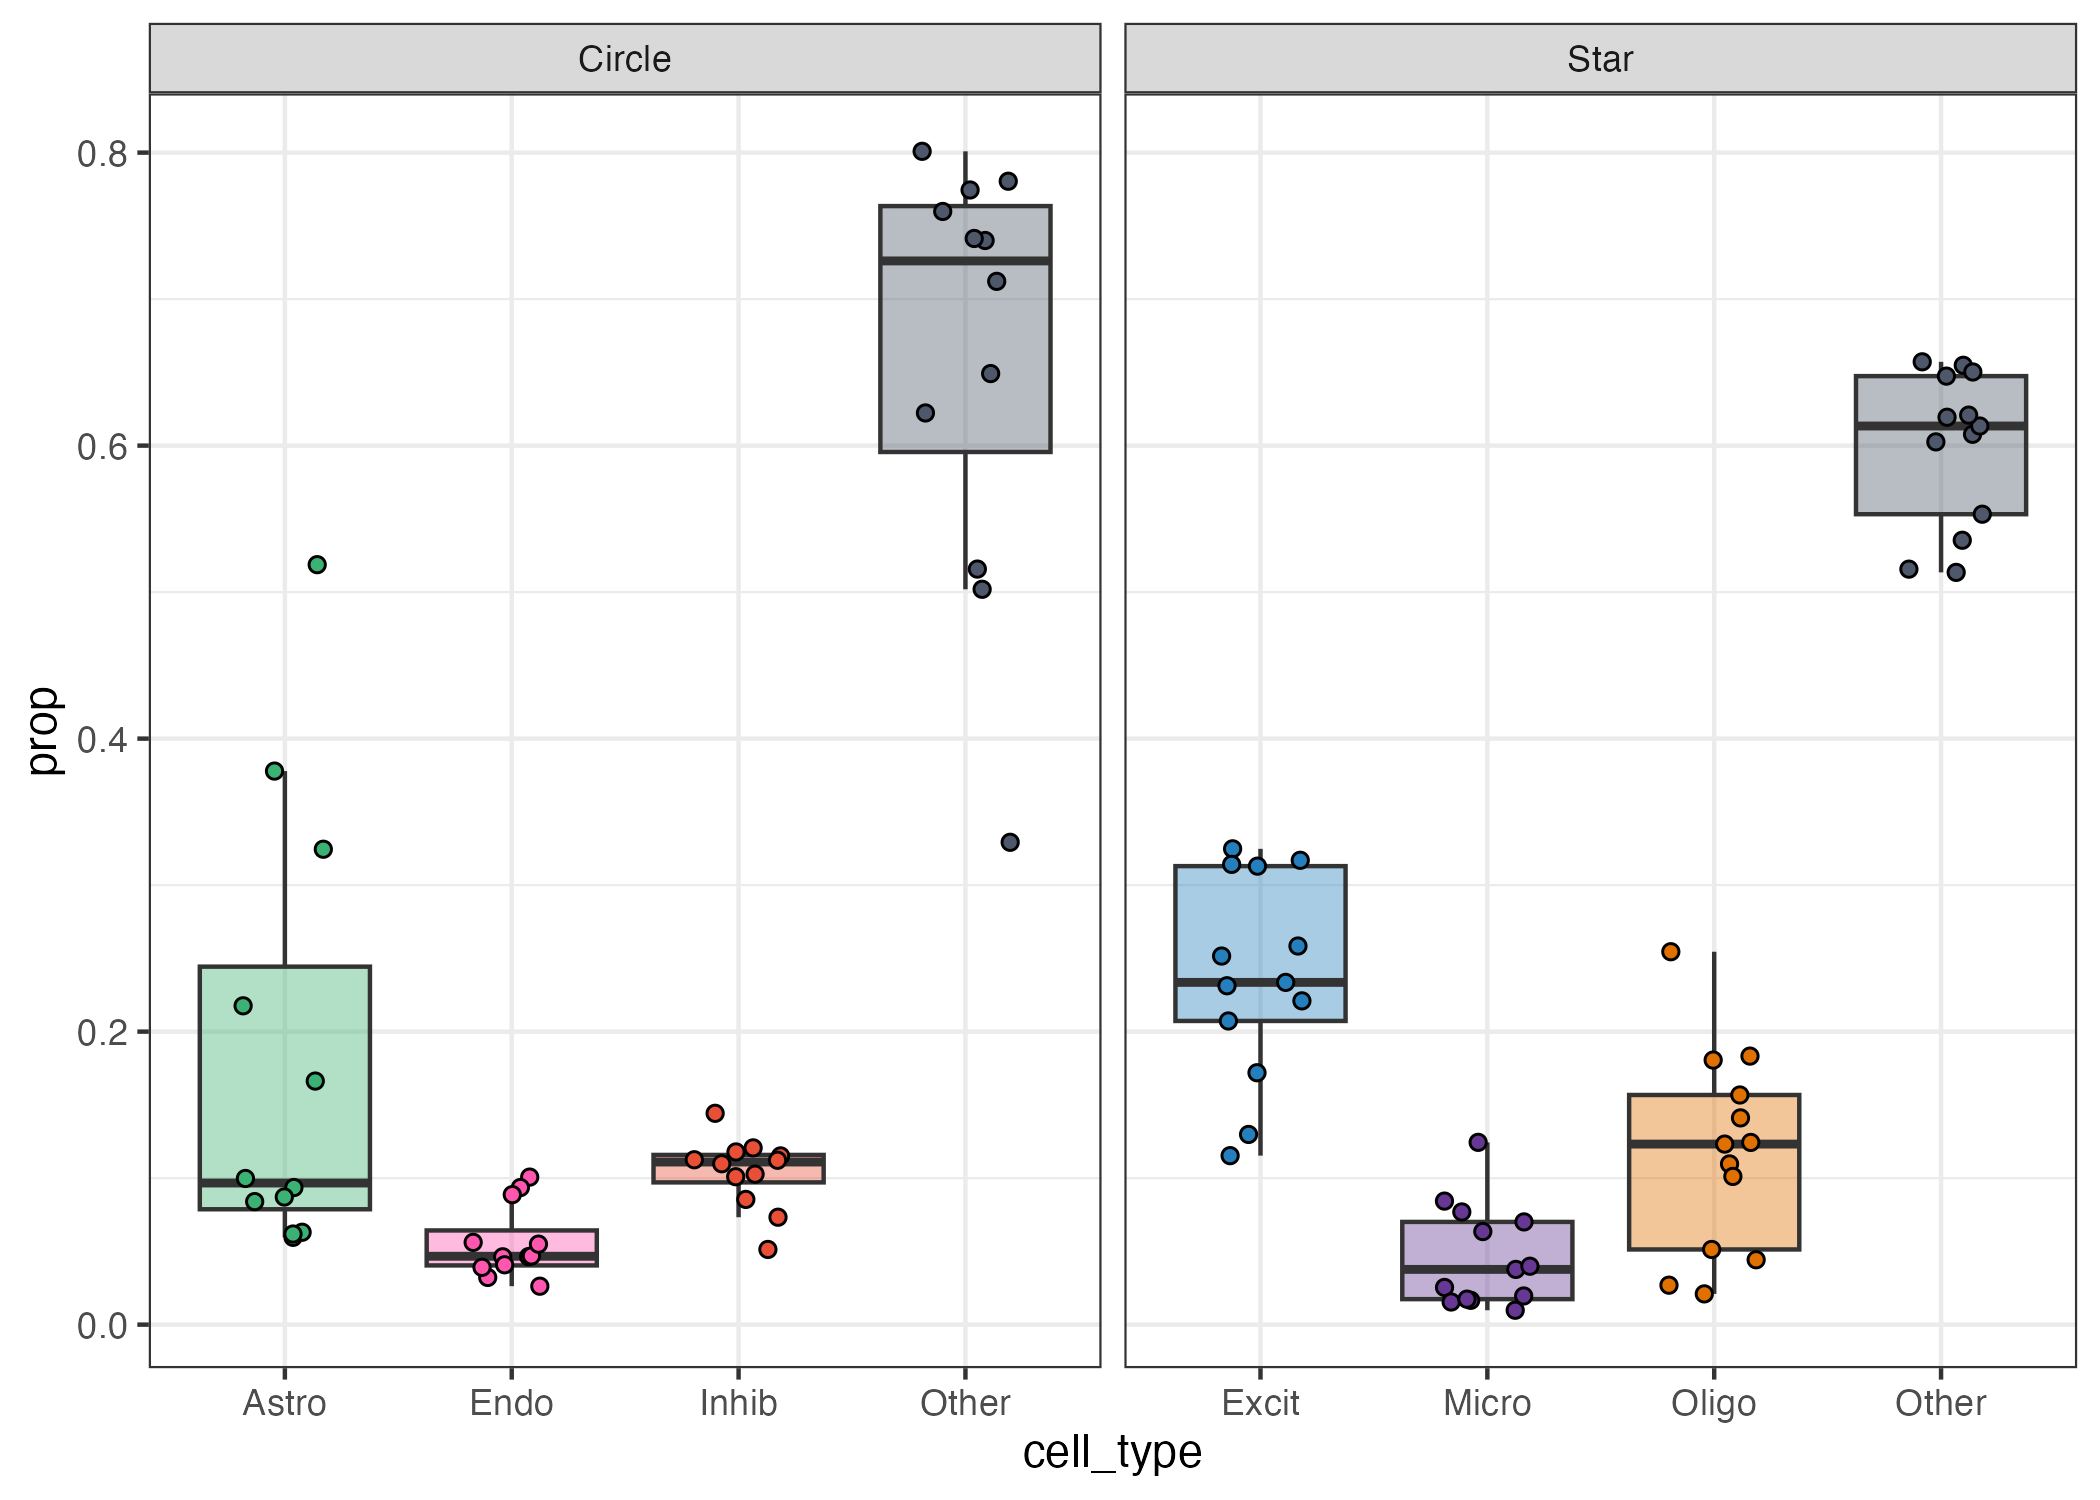 Circle
Star
0.8
0.6
0.4
0.2
0.0
prop
Astro
Endo
Inhib
Other
Excit
Micro
Oligo
Other
cell_type